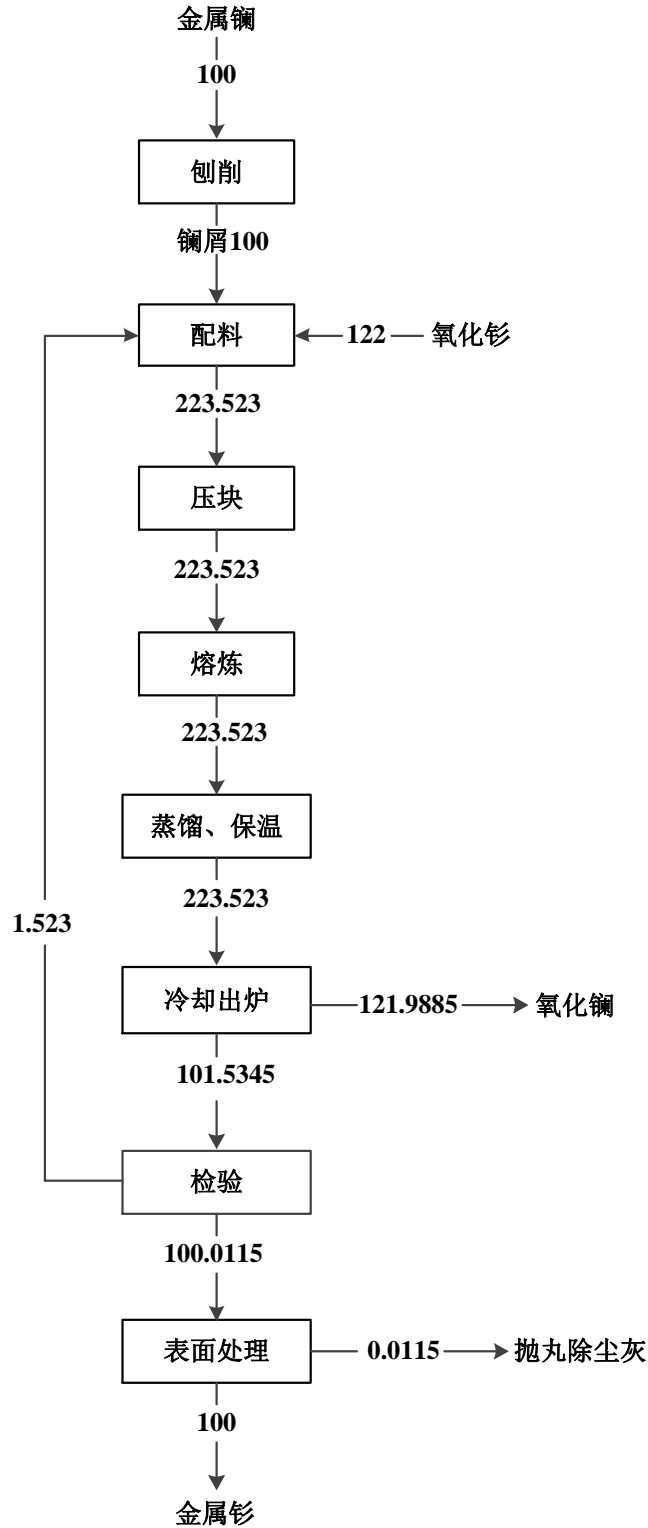 金属镧
100
刨削
镧屑100
配料
122
氧化钐
223.523
压块
223.523
熔炼
223.523
蒸馏、保温
223.523
1.523
冷却出炉
121.9885
氧化镧
101.5345
检验
100.0115
表面处理
0.0115
抛丸除尘灰
100
金属钐